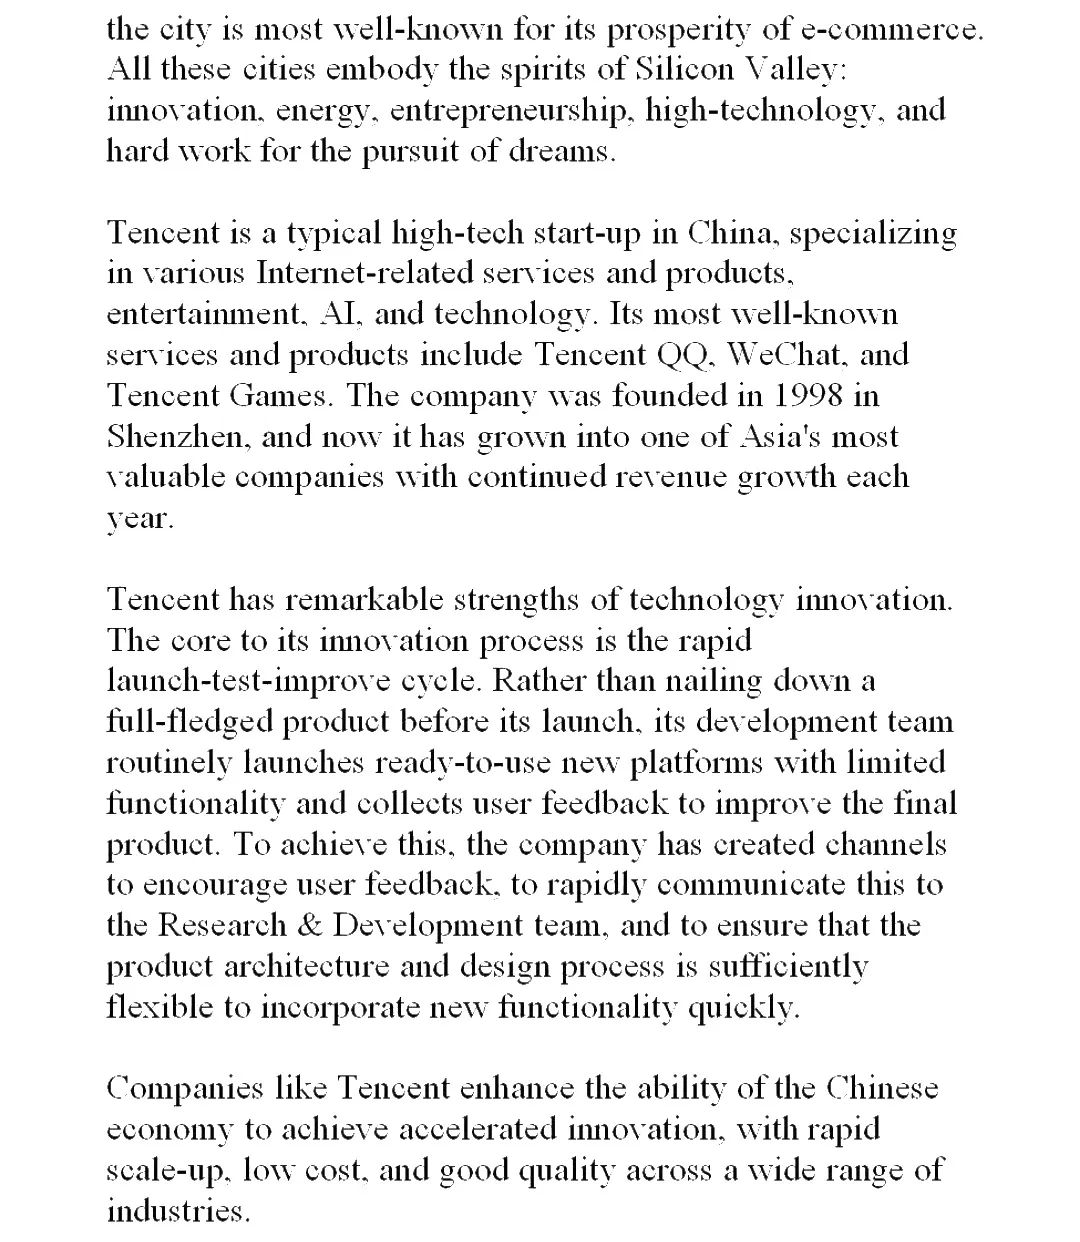 the city is most well-known for its prosperity of e-commerce.
All these cities embody the spirits of Silicon Valley:
innovation, energy, entrepreneurship, high-technology, and
hard work for the pursuit of dreams.
Tencent is a typical high-tech start-up in China, specializing
in various Internet-related services and products,
entertainment, AI, and technology. Its most well-known
services and products include Tencent QQ, WeChat, and
Tencent Games. The company was founded in 1998 in
Shenzhen, and now it has grown into one of Asia's most
valuable companies with continued revenue growth each
year.
Tencent has remarkable strengths of technology innovation.
The core to its innovation process is the rapid
launch-test-improve cycle. Rather than nailing down a
full-fledged product before its launch, its development team
routinely launches ready-to-use new platforms with limited
functionality and collects user feedback to improve the final
product. To achieve this, the company has created channels
to encourage user feedback, to rapidly communicate this to
the Research & Development team, and to ensure that the
product architecture and design process is sufficiently
flexible to incorporate new functionality quickly.
Companies like Tencent enhance the ability of the Chinese
economy to achieve accelerated innovation, with rapid
scale-up, low cost, and good quality across a wide range of
industries.